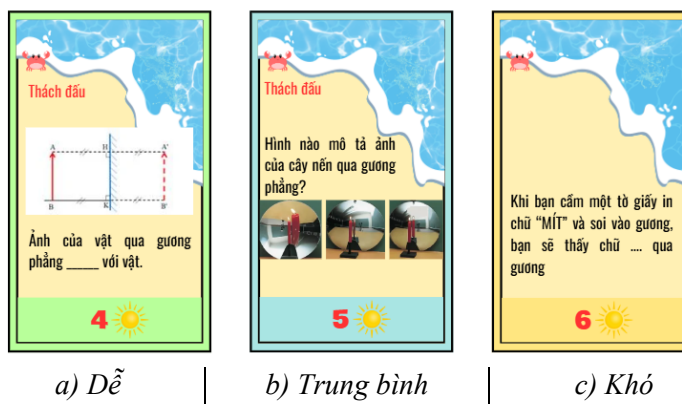 Thách đấu
A
H
A'
B
K
B'
Ảnh của vật qua gương
phẳng _____ với vật.
4
Thách đấu
Hình nào mô tả ảnh
của cây nến qua gương
phẳng?
5
Khi bạn cầm một tờ giấy in
chữ “MÍT” và soi vào gương,
bạn sẽ thấy chữ .... qua
gương
6
a) Dễ
b) Trung bình
c) Khó